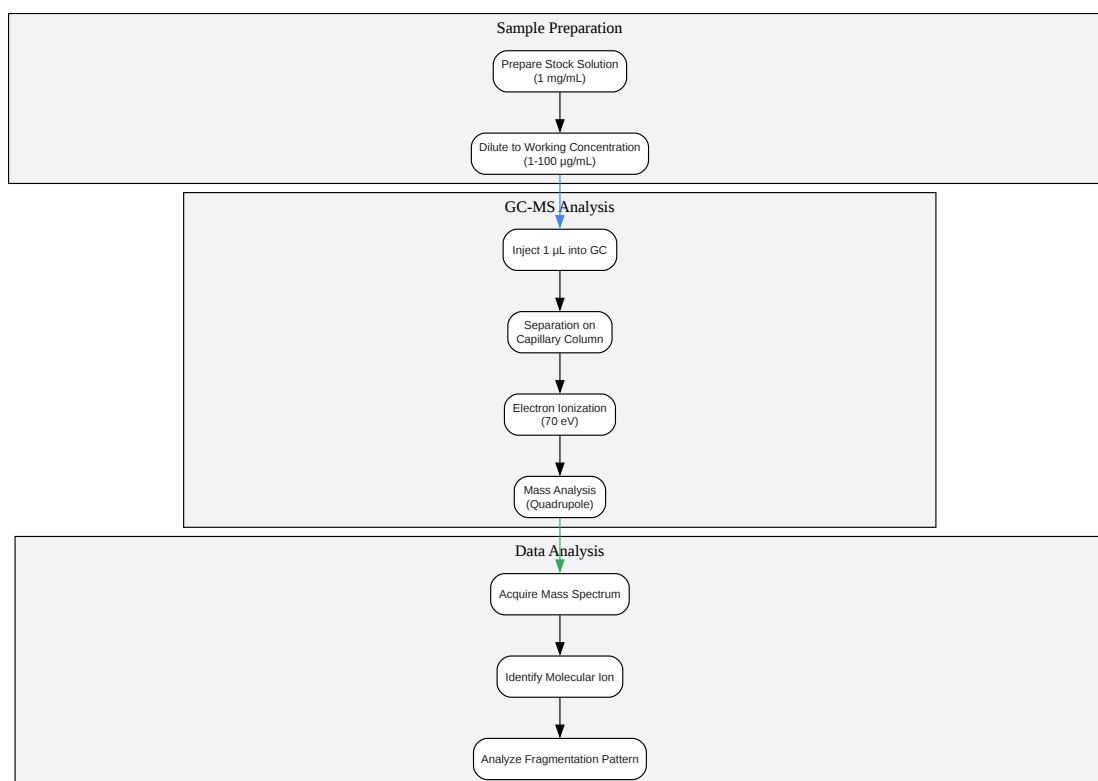 Sample Preparation
Prepare Stock Solution
(1 mg/mL)
Dilute to Working Concentration
(1-100 µg/mL)
GC-MS Analysis
Inject 1 µL into GC
Separation on
Capillary Column
Electron Ionization
(70 eV)
Mass Analysis
(Quadrupole)
Data Analysis
Acquire Mass Spectrum
Identify Molecular Ion
Analyze Fragmentation Pattern